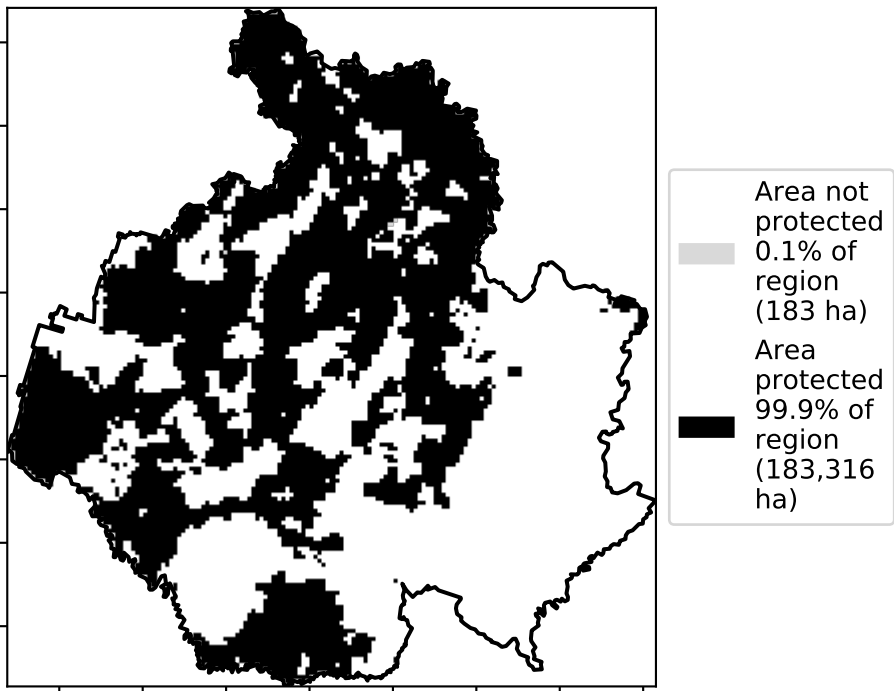 Area not
protected
0.1% of
region
(183 ha)
Area
protected
99.9% of
region
(183,316
ha)